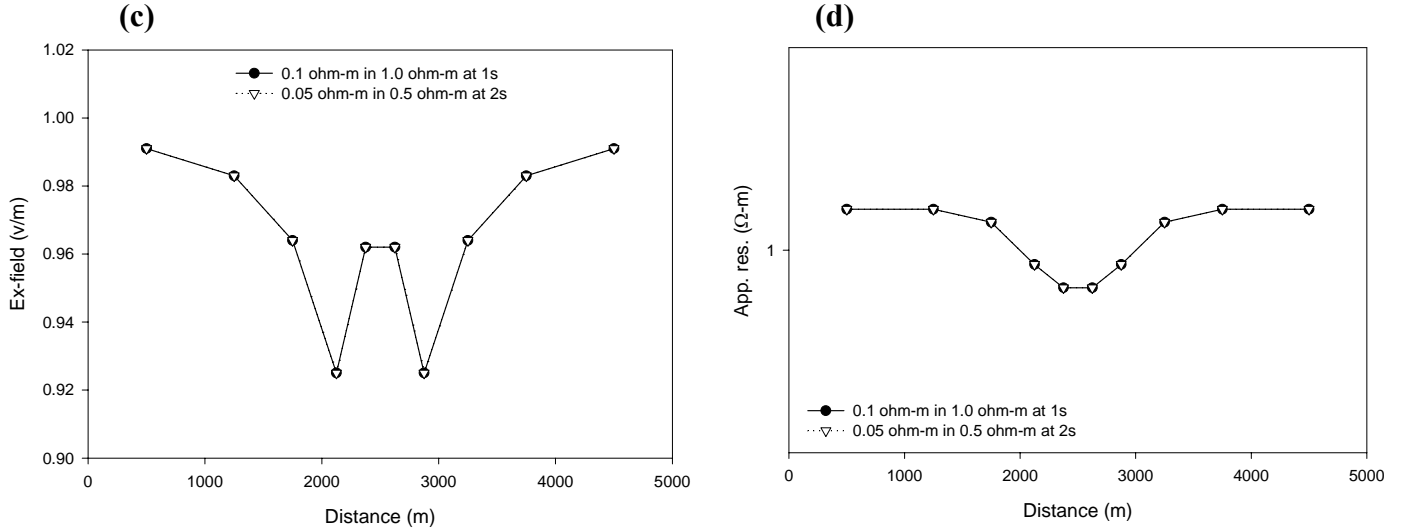 (c)
1.02
1.00
0.98
0.96
0.94
0.92
0.90
Ex-field (v/m)
0.1 ohm-m in 1.0 ohm-m at 1s
0.05 ohm-m in 0.5 ohm-m at 2s
0 1000 2000 3000 4000 5000
Distance (m)
(d)
App. res. (Ω-m)
1
0.1 ohm-m in 1.0 ohm-m at 1s
0.05 ohm-m in 0.5 ohm-m at 2s
0 1000 2000 3000 4000 5000
Distance (m)